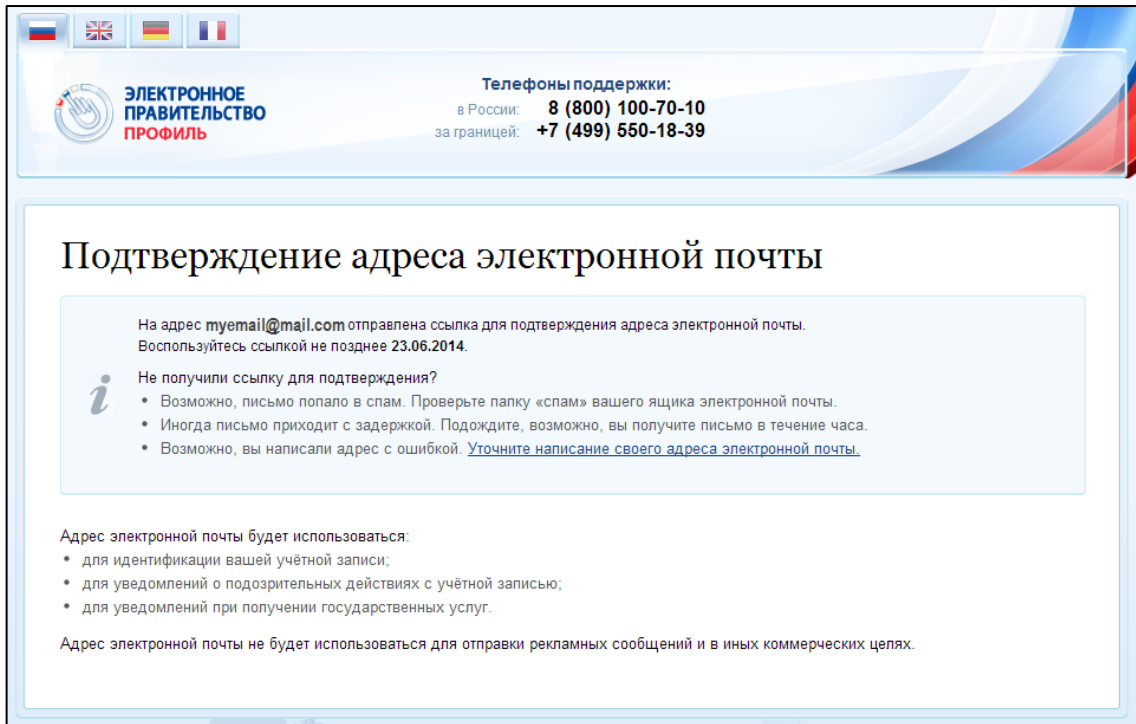 ЭЛЕКТРОННОЕ
ПРАВИТЕЛЬСТВО
ПРОФИЛЬ
Телефоны поддержки:
в России: 8 (800) 100-70-10
за границей: +7 (499) 550-18-39
Подтверждение адреса электронной почты
На адрес myemail@mail.com отправлена ссылка для подтверждения адреса электронной почты.
Воспользуйтесь ссылкой не позднее 23.06.2014.
Не получили ссылку для подтверждения?
• Возможно, письмо попало в спам. Проверьте папку «спам» вашего ящика электронной почты.
• Иногда письмо приходит с задержкой. Подождите, возможно, вы получите письмо в течение часа.
• Возможно, вы написали адрес с ошибкой. Уточните написание своего адреса электронной почты.
Адрес электронной почты будет использоваться:
• для идентификации вашей учётной записи;
• для уведомлений о подозрительных действиях с учётной записью;
• для уведомлений при получении государственных услуг.
Адрес электронной почты не будет использоваться для отправки рекламных сообщений и в иных коммерческих целях.